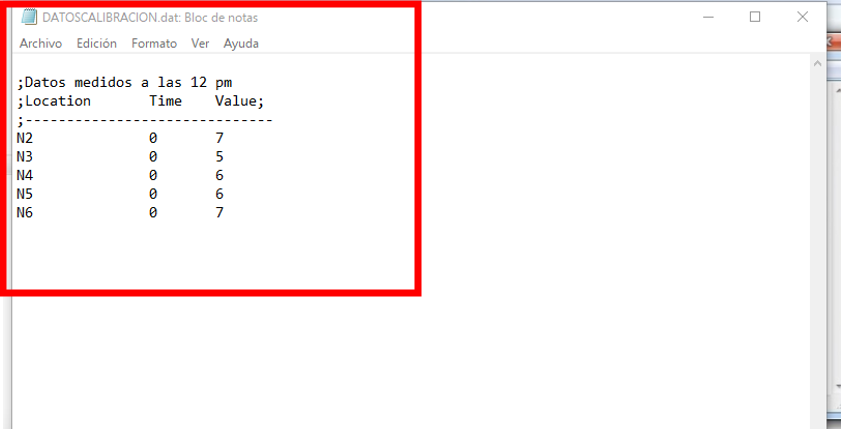 DATOSCALIBRACION.dat: Bloc de notas
Archivo Edición Formato Ver Ayuda
;Datos medidos a las 12 pm
;Location Time Value;
;------------------------------
N2 0 7
N3 0 5
N4 0 6
N5 0 6
N6 0 7